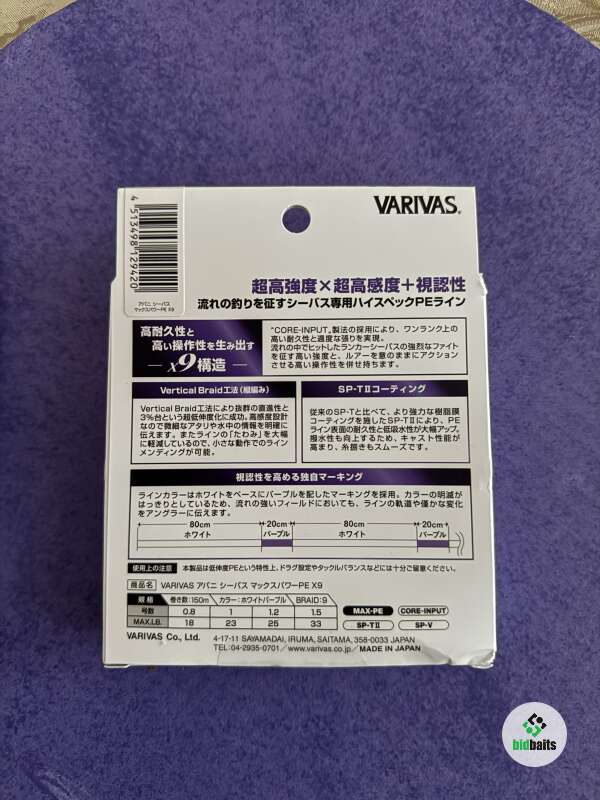 4 513498 129420
アバニ シーバス
マックスパワーPE X9
VARIVAS®
超高強度×超高感度+視認性
流れの釣りを征すシーバス専用ハイスペックPEライン
高耐久性と
高い操作性を生み出す
X9構造
"CORE-INPUT"製法の採用により、ワンランク上の
高い耐久性と適度な張りを実現。
流れの中でヒットしたランカーシーバスの強烈なファイト
を征す高い強度と、ルアーを意のままにアクション
させる高い操作性を併せ持ちます。
Vertical Braid工法(縦編み)
Vertical Braid工法により抜群の直進性と
3%台という超低伸度化に成功。高感度設計
なので微細なアタリや水中の情報を明確に
伝えます。またラインの「たわみ」を大幅
に軽減しているので、小さな動作でのライン
メンディングが可能。
SP-TⅡコーティング
従来のSP-Tと比べて、より強力な樹脂膜
コーティングを施したSP-TⅡにより、PE
ライン表面の耐久性と低吸水性が大幅アップ。
撥水性も向上するため、キャスト性能が
高まり、糸捌きもスムーズです。
視認性を高める独自マーキング
ラインカラーはホワイトをベースにパープルを配したマーキングを採用。カラーの明滅が
はっきりとしているため、流れの強いフィールドにおいても、ラインの軌道や僅かな変化
をアングラーに伝えます。
80cm 20cm 80cm 20cm
ホワイト パープル ホワイト パープル
使用上の注意 本製品は低伸度PEという特性上、ドラグ設定やタックルバランスなどには十分ご留意ください。
商品名 VARIVAS アバニ シーバス マックスパワーPE X9
規格 巻き数:150m カラー:ホワイトパープル BRAID:9
号数 0.8 1 1.2 1.5
MAX.LB. 18 23 25 33
MAX-PE CORE-INPUT
SP-TⅡ SP-V
VARIVAS Co., Ltd. 4-17-11 SAYAMADAI, IRUMA, SAITAMA, 358-0033 JAPAN
TEL:04-2935-0701/www.varivas.co.jp/MADE IN JAPAN
bidbaits